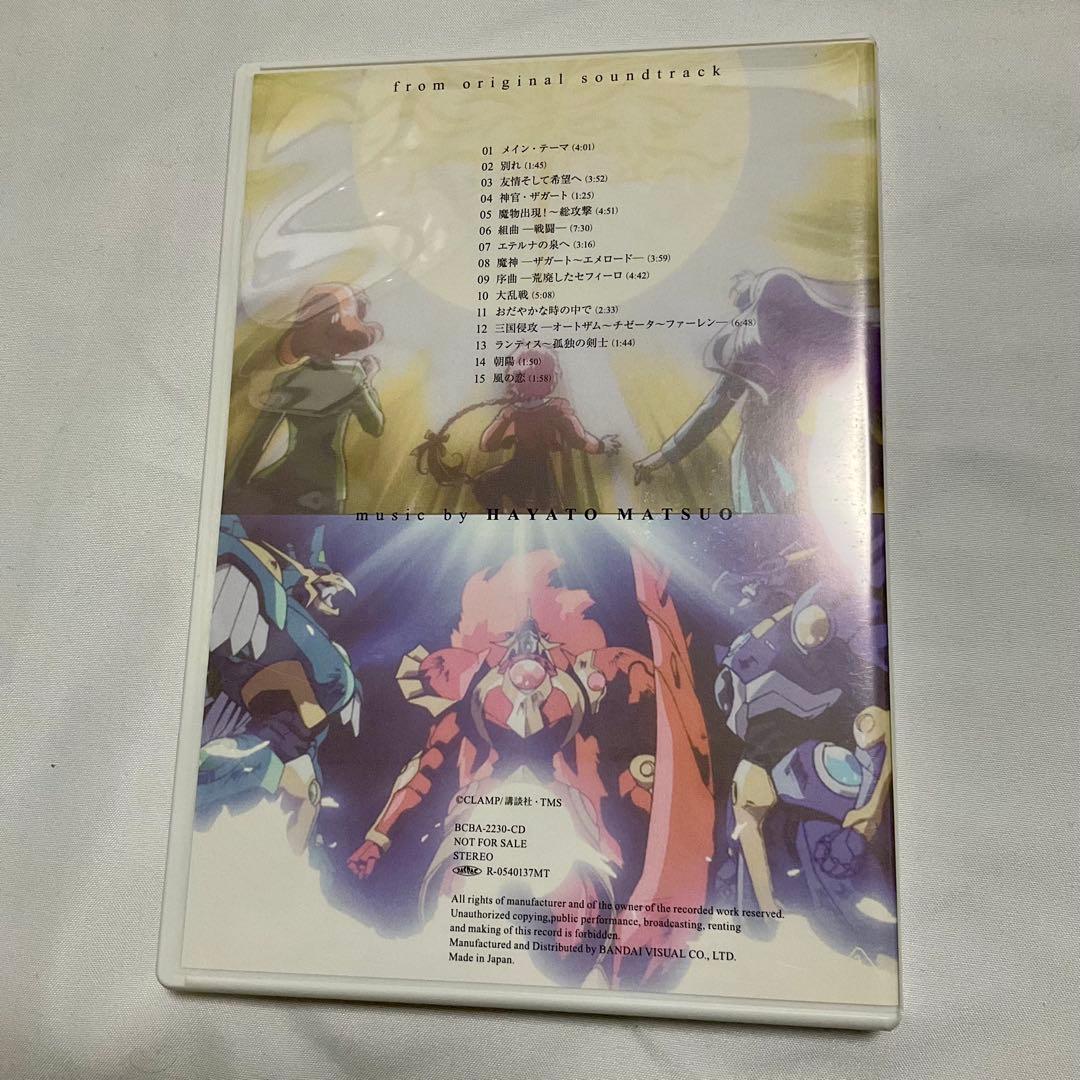 from original soundtrack
01 メイン・テーマ (4:01)
02 別れ (1:45)
03 友情そして希望へ (3:52)
04 神官・ザガート (1:25)
05 魔物出現!〜総攻撃 (4:51)
06 組曲 ―戦闘― (7:30)
07 エテルナの泉へ (3:16)
08 魔神 ―ザガート〜エメロード― (3:59)
09 序曲 ―荒廃したセフィーロ (4:42)
10 大乱戦 (5:08)
11 おだやかな時の中で (2:33)
12 三国侵攻 ―オートザム〜チゼータ〜ファーレン― (6:48)
13 ランティス〜孤独の剣士 (1:44)
14 朝陽 (1:50)
15 風の恋 (1:58)
music by HAYATO MATSUO
©CLAMP/講談社・TMS
BCBA-2230-CD
NOT FOR SALE
STEREO
JASRAC R-0540137MT
All rights of manufacturer and of the owner of the recorded work reserved.
Unauthorized copying,public performance, broadcasting, renting
and making of this record is forbidden.
Manufactured and Distributed by BANDAI VISUAL CO., LTD.
Made in Japan.